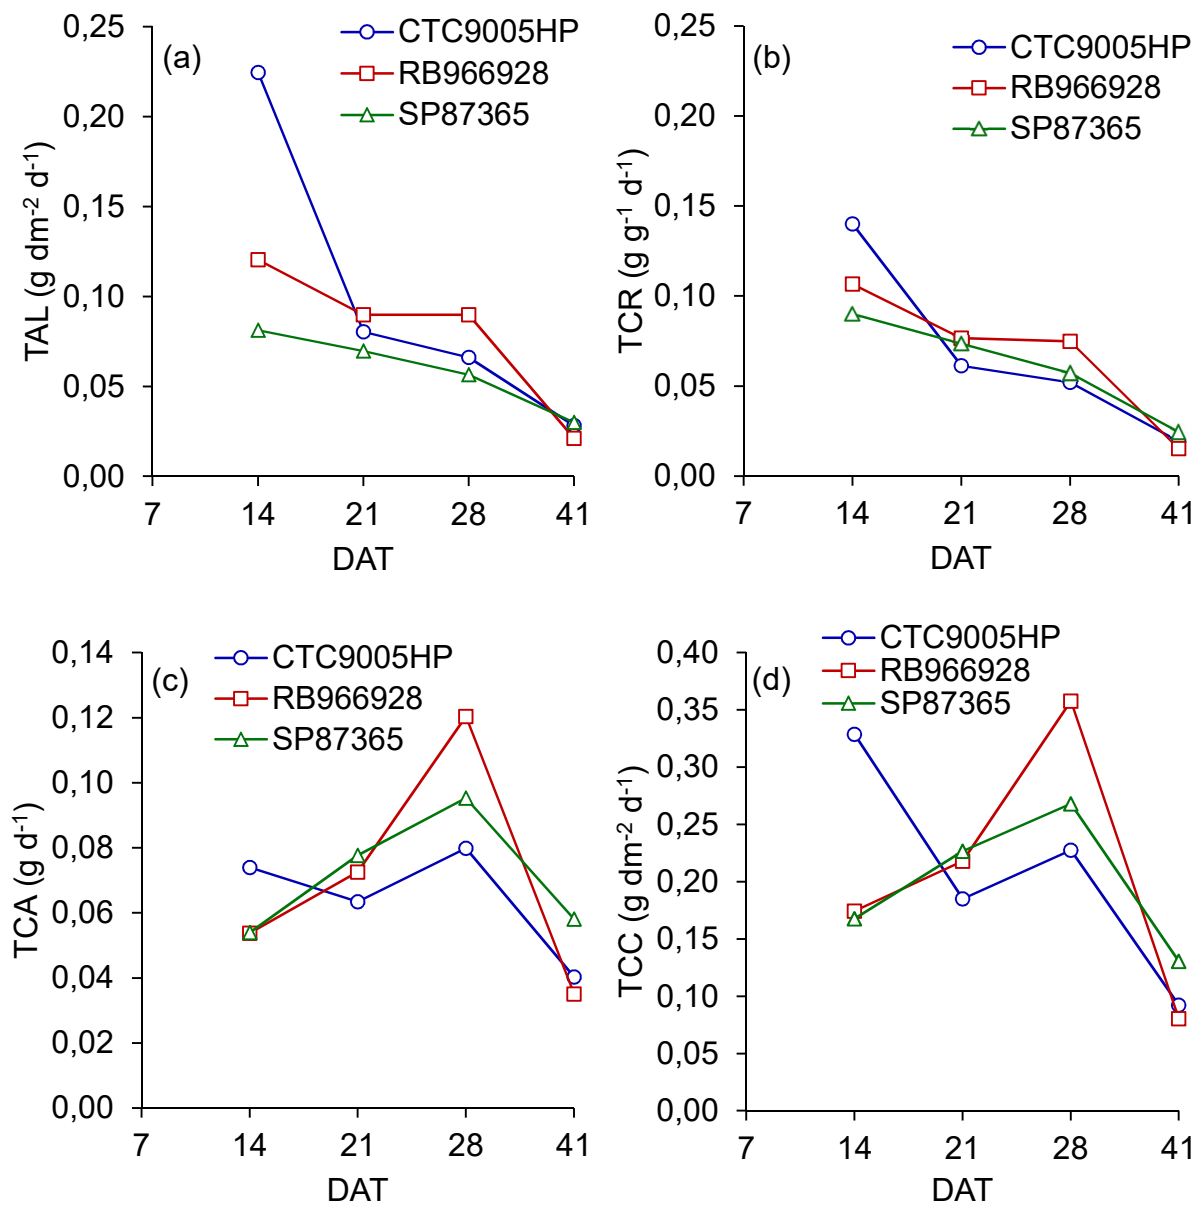 (a)
CTC9005HP
RB966928
SP87365
TAL (g dm-2 d-1)
0,25
0,20
0,15
0,10
0,05
0,00
7 14 21 28 41
DAT
(b)
CTC9005HP
RB966928
SP87365
TCR (g g-1 d-1)
0,25
0,20
0,15
0,10
0,05
0,00
7 14 21 28 41
DAT
(c)
CTC9005HP
RB966928
SP87365
TCA (g d-1)
0,14
0,12
0,10
0,08
0,06
0,04
0,02
0,00
7 14 21 28 41
DAT
(d)
CTC9005HP
RB966928
SP87365
TCC (g dm-2 d-1)
0,40
0,35
0,30
0,25
0,20
0,15
0,10
0,05
0,00
7 14 21 28 41
DAT